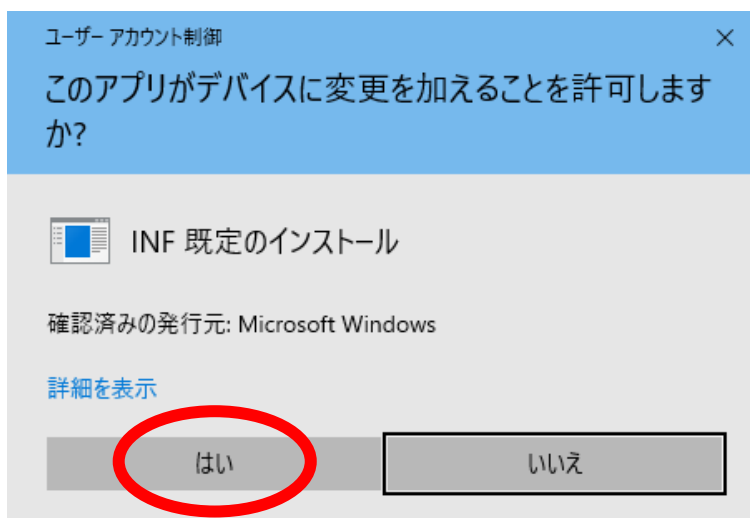 ユーザー アカウント制御
このアプリがデバイスに変更を加えることを許可します
か?
INF 既定のインストール
確認済みの発行元: Microsoft Windows
詳細を表示
はい
いいえ